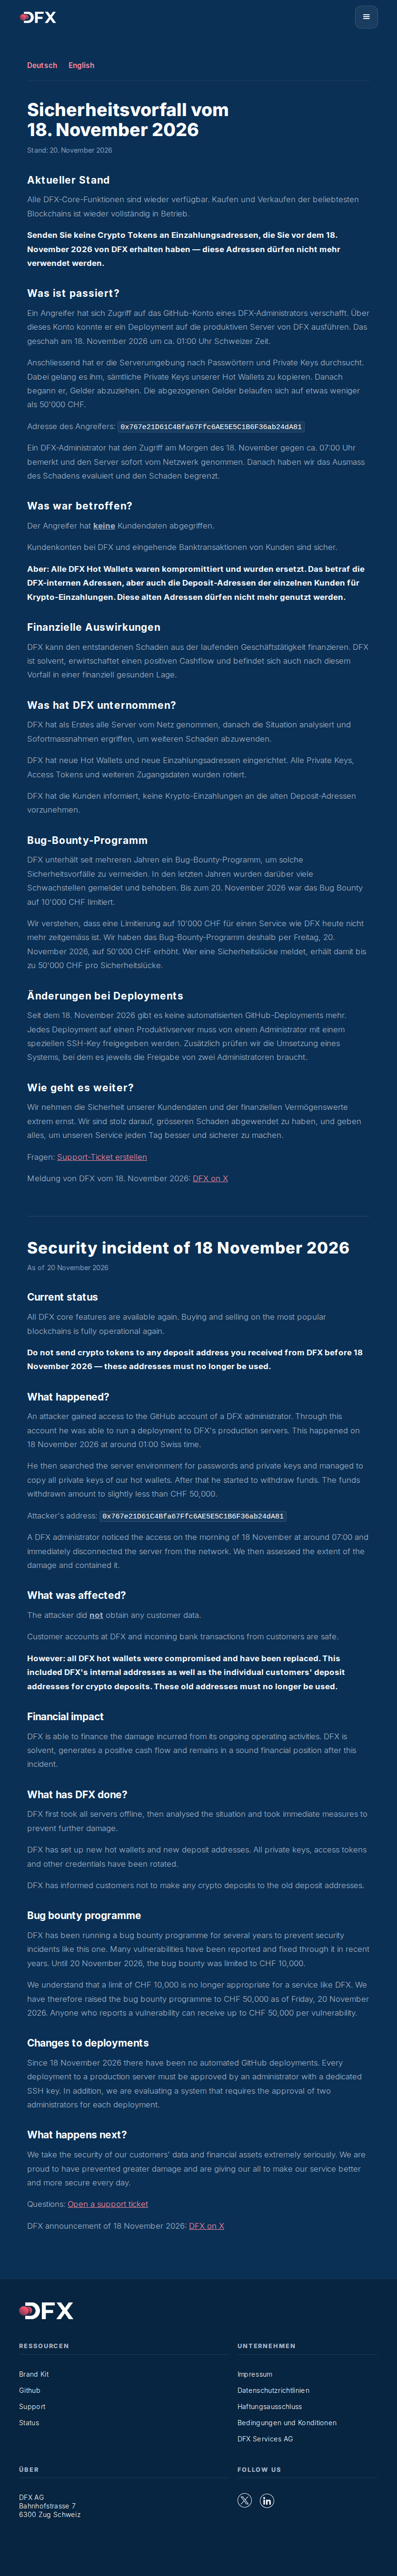 DFX
Deutsch English
Sicherheitsvorfall vom
18. November 2026
Stand: 20. November 2026
Aktueller Stand
Alle DFX-Core-Funktionen sind wieder verfügbar. Kaufen und Verkaufen der beliebtesten
Blockchains ist wieder vollständig in Betrieb.
Senden Sie keine Crypto Tokens an Einzahlungsadressen, die Sie vor dem 18.
November 2026 von DFX erhalten haben — diese Adressen dürfen nicht mehr
verwendet werden.
Was ist passiert?
Ein Angreifer hat sich Zugriff auf das GitHub-Konto eines DFX-Administrators verschafft. Über
dieses Konto konnte er ein Deployment auf die produktiven Server von DFX ausführen. Das
geschah am 18. November 2026 um ca. 01:00 Uhr Schweizer Zeit.
Anschliessend hat er die Serverumgebung nach Passwörtern und Private Keys durchsucht.
Dabei gelang es ihm, sämtliche Private Keys unserer Hot Wallets zu kopieren. Danach
begann er, Gelder abzuziehen. Die abgezogenen Gelder belaufen sich auf etwas weniger
als 50'000 CHF.
Adresse des Angreifers: 0x767e21D61C4Bfa67Ffc6AE5E5C1B6F36ab24dA81
Ein DFX-Administrator hat den Zugriff am Morgen des 18. November gegen ca. 07:00 Uhr
bemerkt und den Server sofort vom Netzwerk genommen. Danach haben wir das Ausmass
des Schadens evaluiert und den Schaden begrenzt.
Was war betroffen?
Der Angreifer hat keine Kundendaten abgegriffen.
Kundenkonten bei DFX und eingehende Banktransaktionen von Kunden sind sicher.
Aber: Alle DFX Hot Wallets waren kompromittiert und wurden ersetzt. Das betraf die
DFX-internen Adressen, aber auch die Deposit-Adressen der einzelnen Kunden für
Krypto-Einzahlungen. Diese alten Adressen dürfen nicht mehr genutzt werden.
Finanzielle Auswirkungen
DFX kann den entstandenen Schaden aus der laufenden Geschäftstätigkeit finanzieren. DFX
ist solvent, erwirtschaftet einen positiven Cashflow und befindet sich auch nach diesem
Vorfall in einer finanziell gesunden Lage.
Was hat DFX unternommen?
DFX hat als Erstes alle Server vom Netz genommen, danach die Situation analysiert und
Sofortmassnahmen ergriffen, um weiteren Schaden abzuwenden.
DFX hat neue Hot Wallets und neue Einzahlungsadressen eingerichtet. Alle Private Keys,
Access Tokens und weiteren Zugangsdaten wurden rotiert.
DFX hat die Kunden informiert, keine Krypto-Einzahlungen an die alten Deposit-Adressen
vorzunehmen.
Bug-Bounty-Programm
DFX unterhält seit mehreren Jahren ein Bug-Bounty-Programm, um solche
Sicherheitsvorfälle zu vermeiden. In den letzten Jahren wurden darüber viele
Schwachstellen gemeldet und behoben. Bis zum 20. November 2026 war das Bug Bounty
auf 10'000 CHF limitiert.
Wir verstehen, dass eine Limitierung auf 10'000 CHF für einen Service wie DFX heute nicht
mehr zeitgemäss ist. Wir haben das Bug-Bounty-Programm deshalb per Freitag, 20.
November 2026, auf 50'000 CHF erhöht. Wer eine Sicherheitslücke meldet, erhält damit bis
zu 50'000 CHF pro Sicherheitslücke.
Änderungen bei Deployments
Seit dem 18. November 2026 gibt es keine automatisierten GitHub-Deployments mehr.
Jedes Deployment auf einen Produktivserver muss von einem Administrator mit einem
speziellen SSH-Key freigegeben werden. Zusätzlich prüfen wir die Umsetzung eines
Systems, bei dem es jeweils die Freigabe von zwei Administratoren braucht.
Wie geht es weiter?
Wir nehmen die Sicherheit unserer Kundendaten und der finanziellen Vermögenswerte
extrem ernst. Wir sind stolz darauf, grösseren Schaden abgewendet zu haben, und geben
alles, um unseren Service jeden Tag besser und sicherer zu machen.
Fragen: Support-Ticket erstellen
Meldung von DFX vom 18. November 2026: DFX on X
Security incident of 18 November 2026
As of 20 November 2026
Current status
All DFX core features are available again. Buying and selling on the most popular
blockchains is fully operational again.
Do not send crypto tokens to any deposit address you received from DFX before 18
November 2026 — these addresses must no longer be used.
What happened?
An attacker gained access to the GitHub account of a DFX administrator. Through this
account he was able to run a deployment to DFX's production servers. This happened on
18 November 2026 at around 01:00 Swiss time.
He then searched the server environment for passwords and private keys and managed to
copy all private keys of our hot wallets. After that he started to withdraw funds. The funds
withdrawn amount to slightly less than CHF 50,000.
Attacker's address: 0x767e21D61C4Bfa67Ffc6AE5E5C1B6F36ab24dA81
A DFX administrator noticed the access on the morning of 18 November at around 07:00 and
immediately disconnected the server from the network. We then assessed the extent of the
damage and contained it.
What was affected?
The attacker did not obtain any customer data.
Customer accounts at DFX and incoming bank transactions from customers are safe.
However: all DFX hot wallets were compromised and have been replaced. This
included DFX's internal addresses as well as the individual customers' deposit
addresses for crypto deposits. These old addresses must no longer be used.
Financial impact
DFX is able to finance the damage incurred from its ongoing operating activities. DFX is
solvent, generates a positive cash flow and remains in a sound financial position after this
incident.
What has DFX done?
DFX first took all servers offline, then analysed the situation and took immediate measures to
prevent further damage.
DFX has set up new hot wallets and new deposit addresses. All private keys, access tokens
and other credentials have been rotated.
DFX has informed customers not to make any crypto deposits to the old deposit addresses.
Bug bounty programme
DFX has been running a bug bounty programme for several years to prevent security
incidents like this one. Many vulnerabilities have been reported and fixed through it in recent
years. Until 20 November 2026, the bug bounty was limited to CHF 10,000.
We understand that a limit of CHF 10,000 is no longer appropriate for a service like DFX. We
have therefore raised the bug bounty programme to CHF 50,000 as of Friday, 20 November
2026. Anyone who reports a vulnerability can receive up to CHF 50,000 per vulnerability.
Changes to deployments
Since 18 November 2026 there have been no automated GitHub deployments. Every
deployment to a production server must be approved by an administrator with a dedicated
SSH key. In addition, we are evaluating a system that requires the approval of two
administrators for each deployment.
What happens next?
We take the security of our customers' data and financial assets extremely seriously. We are
proud to have prevented greater damage and are giving our all to make our service better
and more secure every day.
Questions: Open a support ticket
DFX announcement of 18 November 2026: DFX on X
DFX
RESSOURCEN
Brand Kit
Github
Support
Status
UNTERNEHMEN
Impressum
Datenschutzrichtlinien
Haftungsausschluss
Bedingungen und Konditionen
DFX Services AG
ÜBER
DFX AG
Bahnhofstrasse 7
6300 Zug Schweiz
FOLLOW US